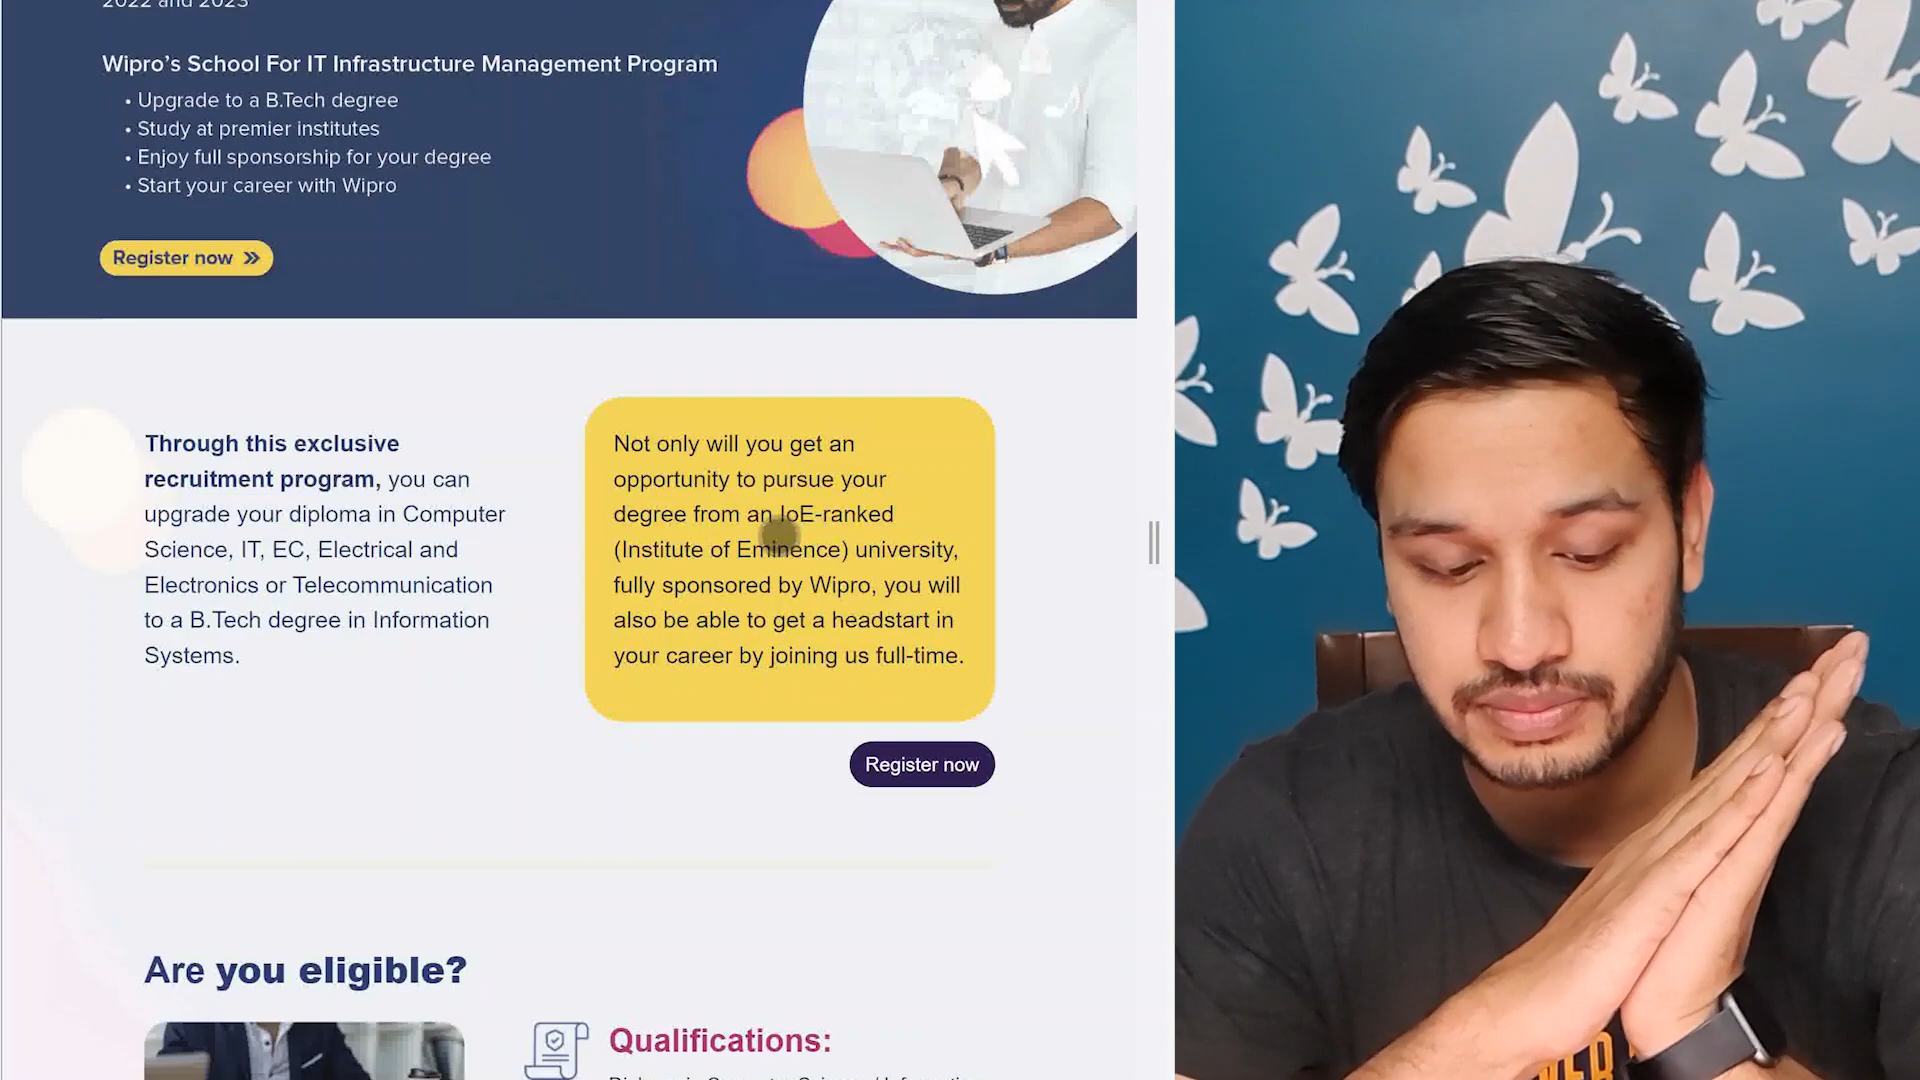 2022 and 2023
Wipro’s School For IT Infrastructure Management Program
• Upgrade to a B.Tech degree
• Study at premier institutes
• Enjoy full sponsorship for your degree
• Start your career with Wipro
Register now »
Through this exclusive
recruitment program, you can
upgrade your diploma in Computer
Science, IT, EC, Electrical and
Electronics or Telecommunication
to a B.Tech degree in Information
Systems.
Not only will you get an
opportunity to pursue your
degree from an IoE-ranked
(Institute of Eminence) university,
fully sponsored by Wipro, you will
also be able to get a headstart in
your career by joining us full-time.
Register now
Are you eligible?
Qualifications: